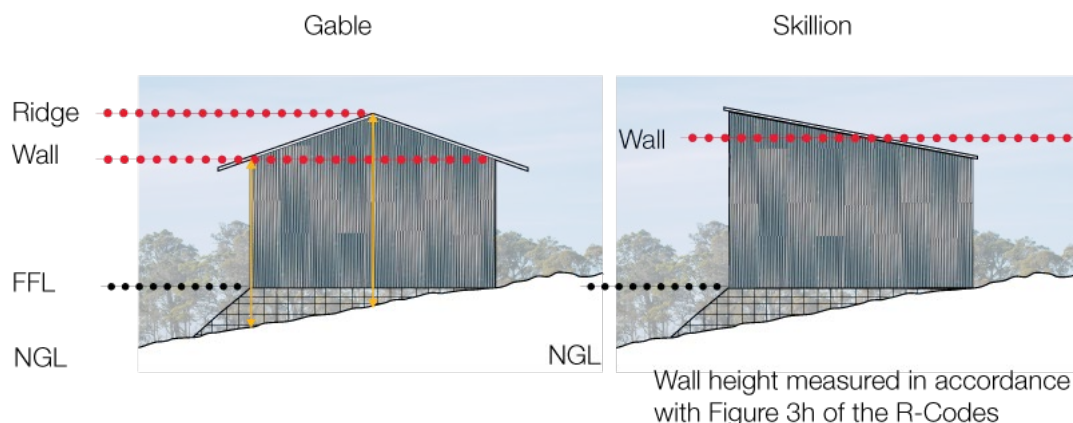 Gable
Skillion
Ridge
Wall
Wall
FFL
NGL
NGL
Wall height measured in accordance
with Figure 3h of the R-Codes